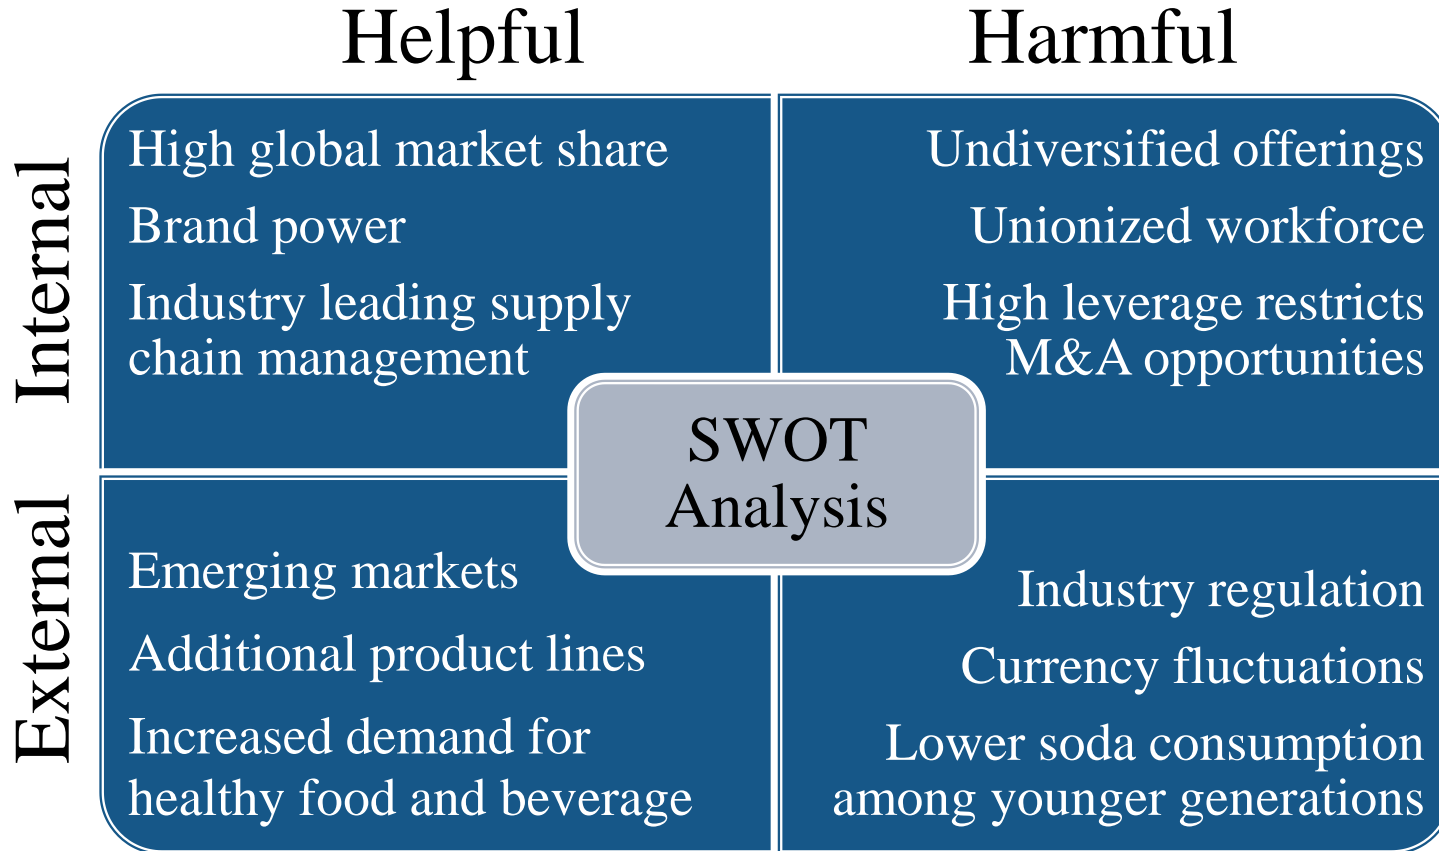 Helpful
Harmful
Internal
High global market share
Brand power
Industry leading supply
chain management
Undiversified offerings
Unionized workforce
High leverage restricts
M&A opportunities
SWOT
Analysis
External
Emerging markets
Additional product lines
Increased demand for
healthy food and beverage
Industry regulation
Currency fluctuations
Lower soda consumption
among younger generations